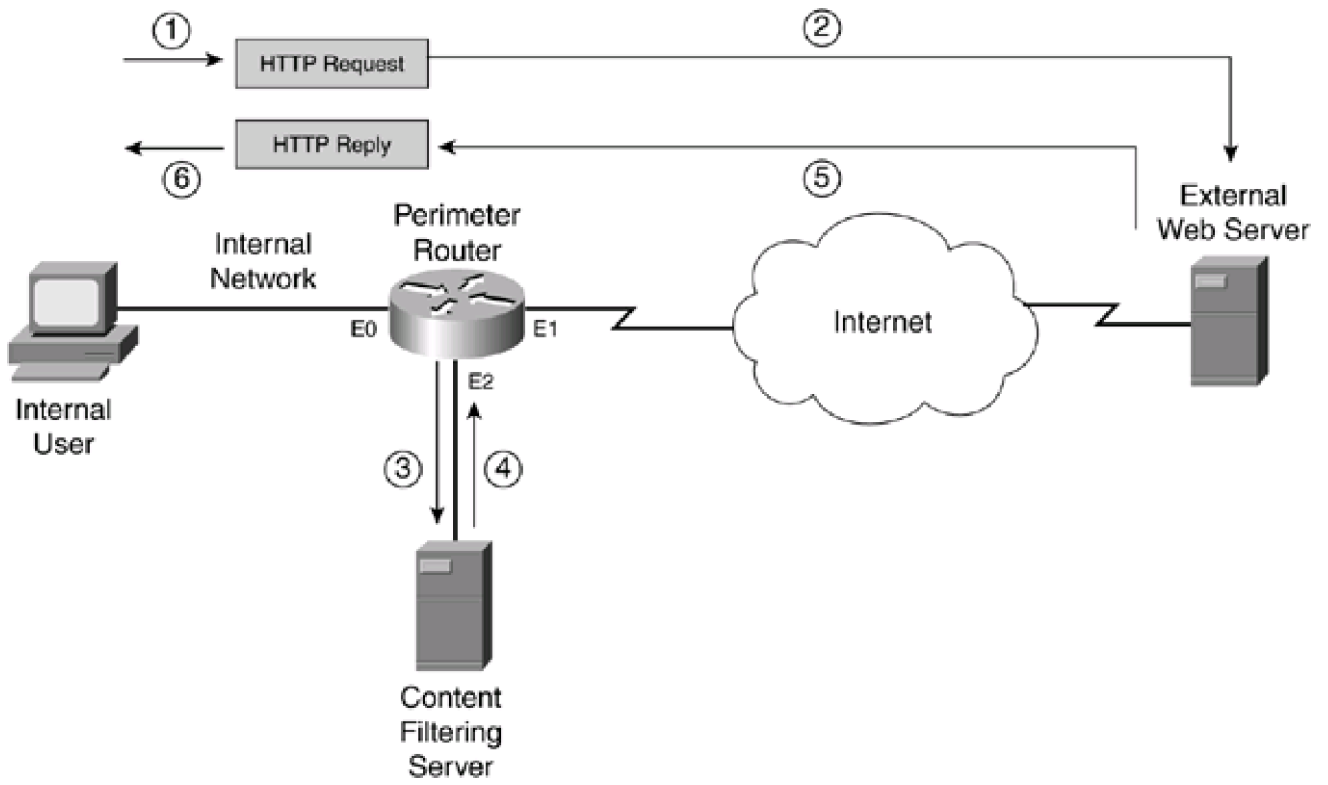 ①
②
HTTP Request
HTTP Reply
⑥
⑤
External
Web Server
Perimeter
Router
Internal
Network
E0
E1
Internet
E2
Internal
User
③
④
Content
Filtering
Server